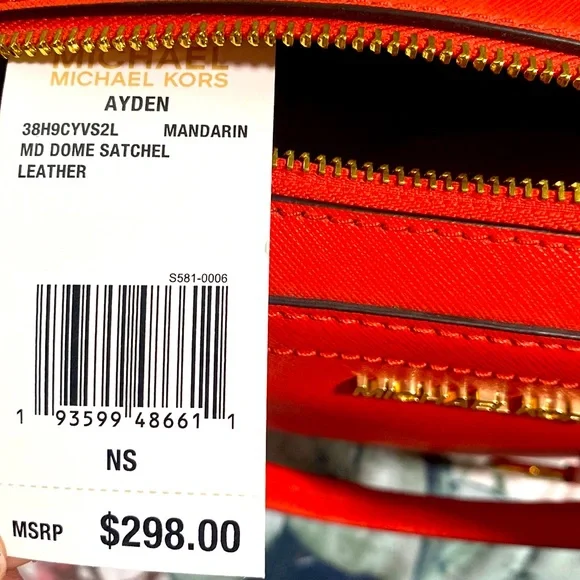 MICHAEL
MICHAEL KORS
AYDEN
38H9CYVS2L MANDARIN
MD DOME SATCHEL
LEATHER
S581-0006
1 93599 48661 1
NS
MSRP $298.00